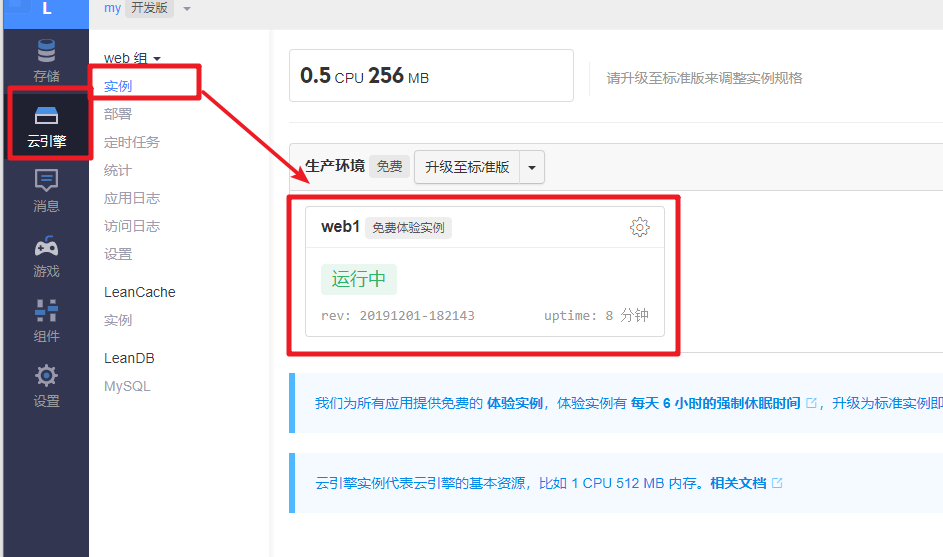 L
my 开发版
存储
云引擎
消息
游戏
组件
设置
web 组
实例
部署
定时任务
统计
应用日志
访问日志
设置
LeanCache
实例
LeanDB
MySQL
0.5 CPU 256 MB
请升级至标准版来调整实例规格
生产环境 免费 升级至标准版
web1 免费体验实例
运行中
rev: 20191201-182143 uptime: 8 分钟
我们为所有应用提供免费的 体验实例，体验实例有 每天 6 小时的强制休眠时间 ，升级为标准实例即
云引擎实例代表云引擎的基本资源，比如 1 CPU 512 MB 内存。相关文档